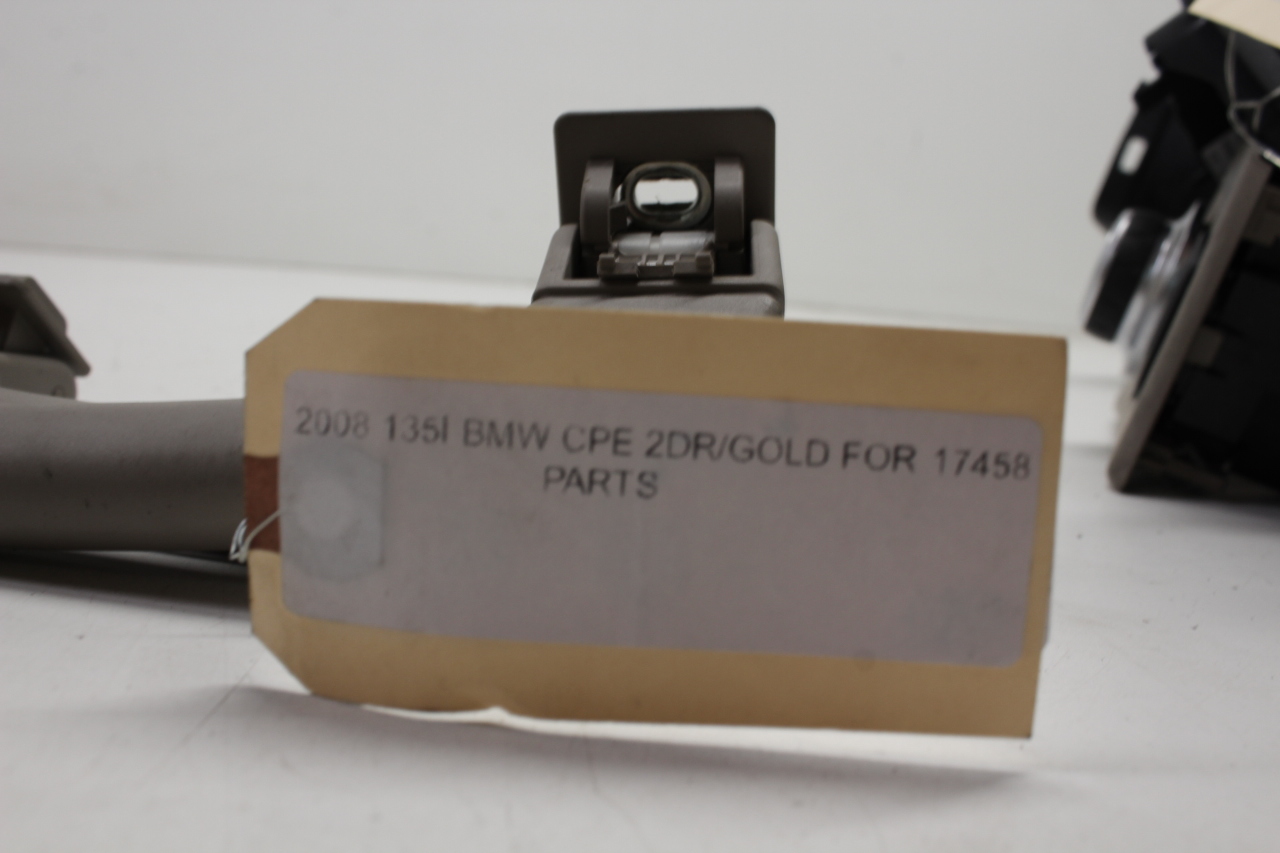 2008 135I BMW CPE 2DR/GOLD FOR 17458
PARTS